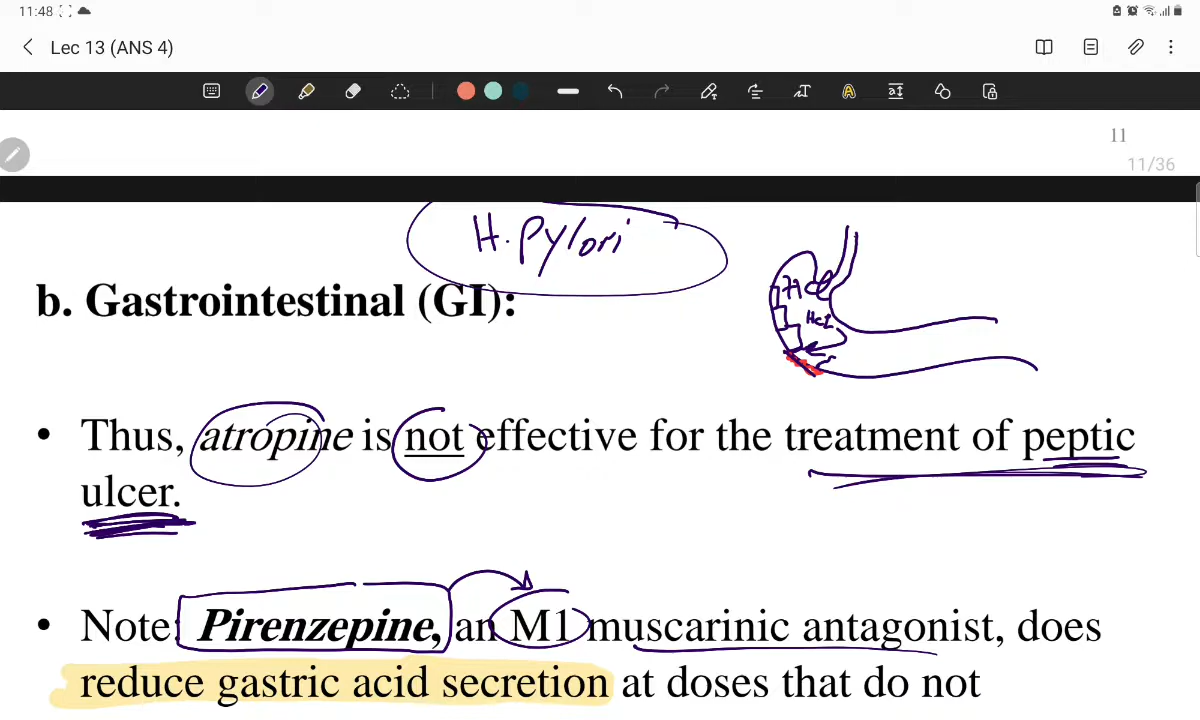 11:48
Lec 13 (ANS 4)
11
11/36
H. Pylori
b. Gastrointestinal (GI):
HCl
• Thus, atropine is not effective for the treatment of peptic
ulcer.
• Note: Pirenzepine, an M1 muscarinic antagonist, does
reduce gastric acid secretion at doses that do not